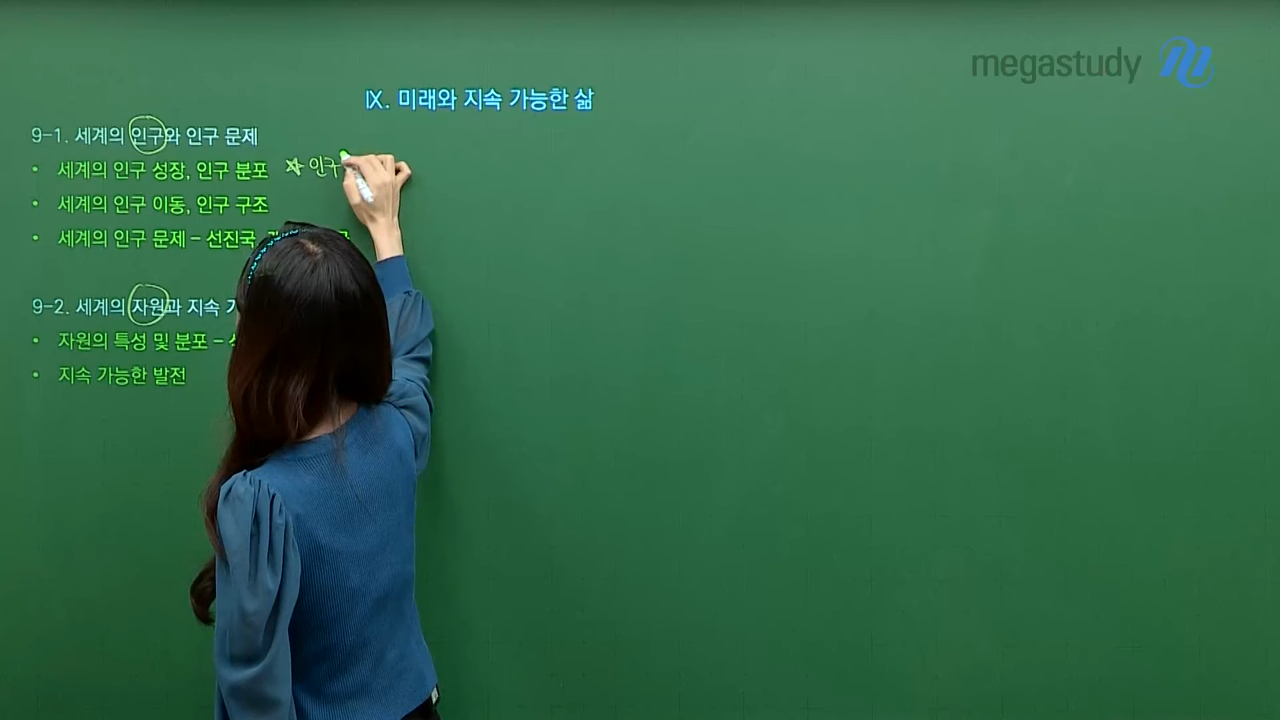 megastudy
Ⅸ. 미래와 지속 가능한 삶
9-1. 세계의 인구와 인구 문제
• 세계의 인구 성장, 인구 분포 ★ 인구
• 세계의 인구 이동, 인구 구조
• 세계의 인구 문제 – 선진국,
9-2. 세계의 자원과 지속
• 자원의 특성 및 분포 –
• 지속 가능한 발전